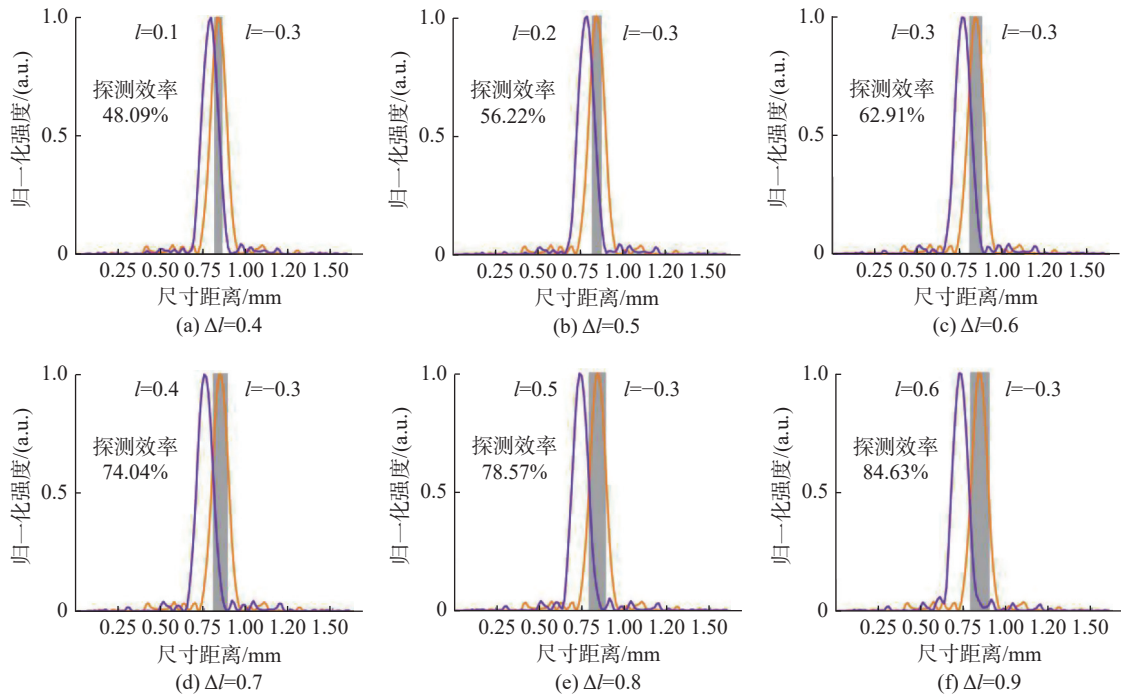 1.0
l=0.1
l=−0.3
探测效率
48.09%
0.5
归一化强度/(a.u.)
0
0.25 0.50 0.75 1.00 1.20 1.50
尺寸距离/mm
(a) Δl=0.4
1.0
l=0.2
l=−0.3
探测效率
56.22%
0.5
归一化强度/(a.u.)
0
0.25 0.50 0.75 1.00 1.20 1.50
尺寸距离/mm
(b) Δl=0.5
1.0
l=0.3
l=−0.3
探测效率
62.91%
0.5
归一化强度/(a.u.)
0
0.25 0.50 0.75 1.00 1.20 1.50
尺寸距离/mm
(c) Δl=0.6
1.0
l=0.4
l=−0.3
探测效率
74.04%
0.5
归一化强度/(a.u.)
0
0.25 0.50 0.75 1.00 1.20 1.50
尺寸距离/mm
(d) Δl=0.7
1.0
l=0.5
l=−0.3
探测效率
78.57%
0.5
归一化强度/(a.u.)
0
0.25 0.50 0.75 1.00 1.20 1.50
尺寸距离/mm
(e) Δl=0.8
1.0
l=0.6
l=−0.3
探测效率
84.63%
0.5
归一化强度/(a.u.)
0
0.25 0.50 0.75 1.00 1.20 1.50
尺寸距离/mm
(f) Δl=0.9